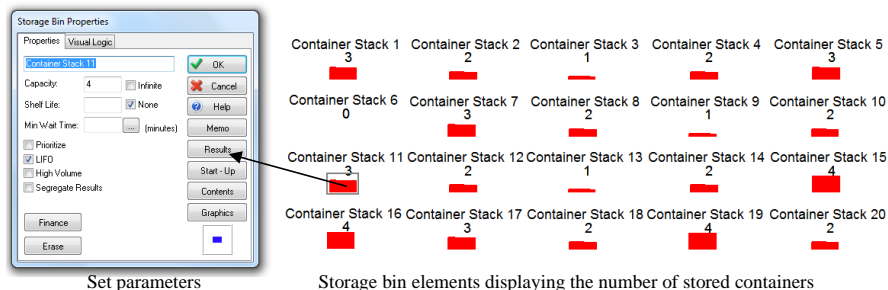 Storage Bin Properties
Properties Visual Logic
Container Stack 11
OK
Capacity: 4 Infinite
Cancel
Shelf Life: None
Help
Min Wait Time: ... (minutes)
Memo
Prioritize
LIFO
High Volume
Segregate Results
Results
Start - Up
Contents
Graphics
Finance
Erase
Set parameters
Container Stack 1 Container Stack 2 Container Stack 3 Container Stack 4 Container Stack 5
3 2 1 2 3
Container Stack 6 Container Stack 7 Container Stack 8 Container Stack 9 Container Stack 10
0 3 2 1 2
Container Stack 11 Container Stack 12 Container Stack 13 Container Stack 14 Container Stack 15
3 2 1 2 4
Container Stack 16 Container Stack 17 Container Stack 18 Container Stack 19 Container Stack 20
4 3 2 4 2
Storage bin elements displaying the number of stored containers